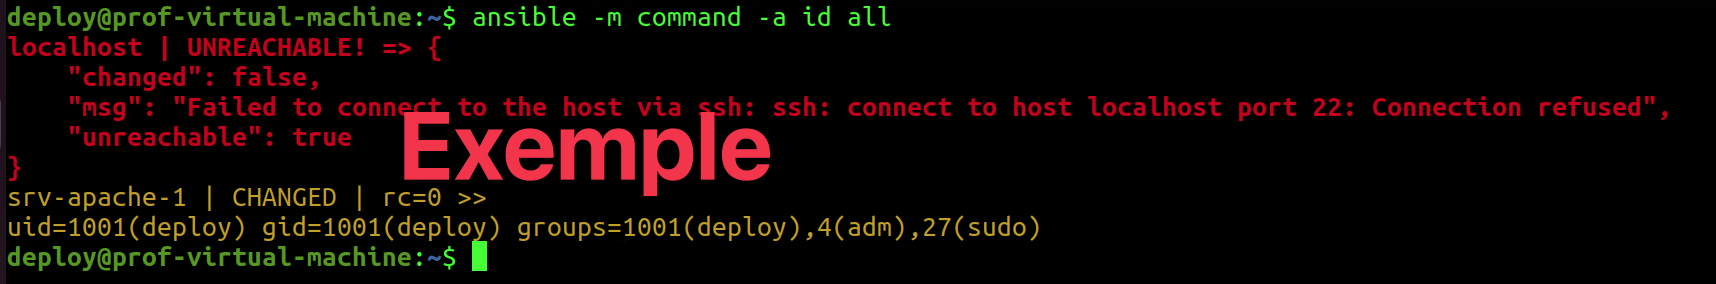 deploy@prof-virtual-machine:~$ ansible -m command -a id all
localhost | UNREACHABLE! => {
    "changed": false,
    "msg": "Failed to connect to the host via ssh: ssh: connect to host localhost port 22: Connection refused",
    "unreachable": true
Exemple
}
srv-apache-1 | CHANGED | rc=0 >>
uid=1001(deploy) gid=1001(deploy) groups=1001(deploy),4(adm),27(sudo)
deploy@prof-virtual-machine:~$